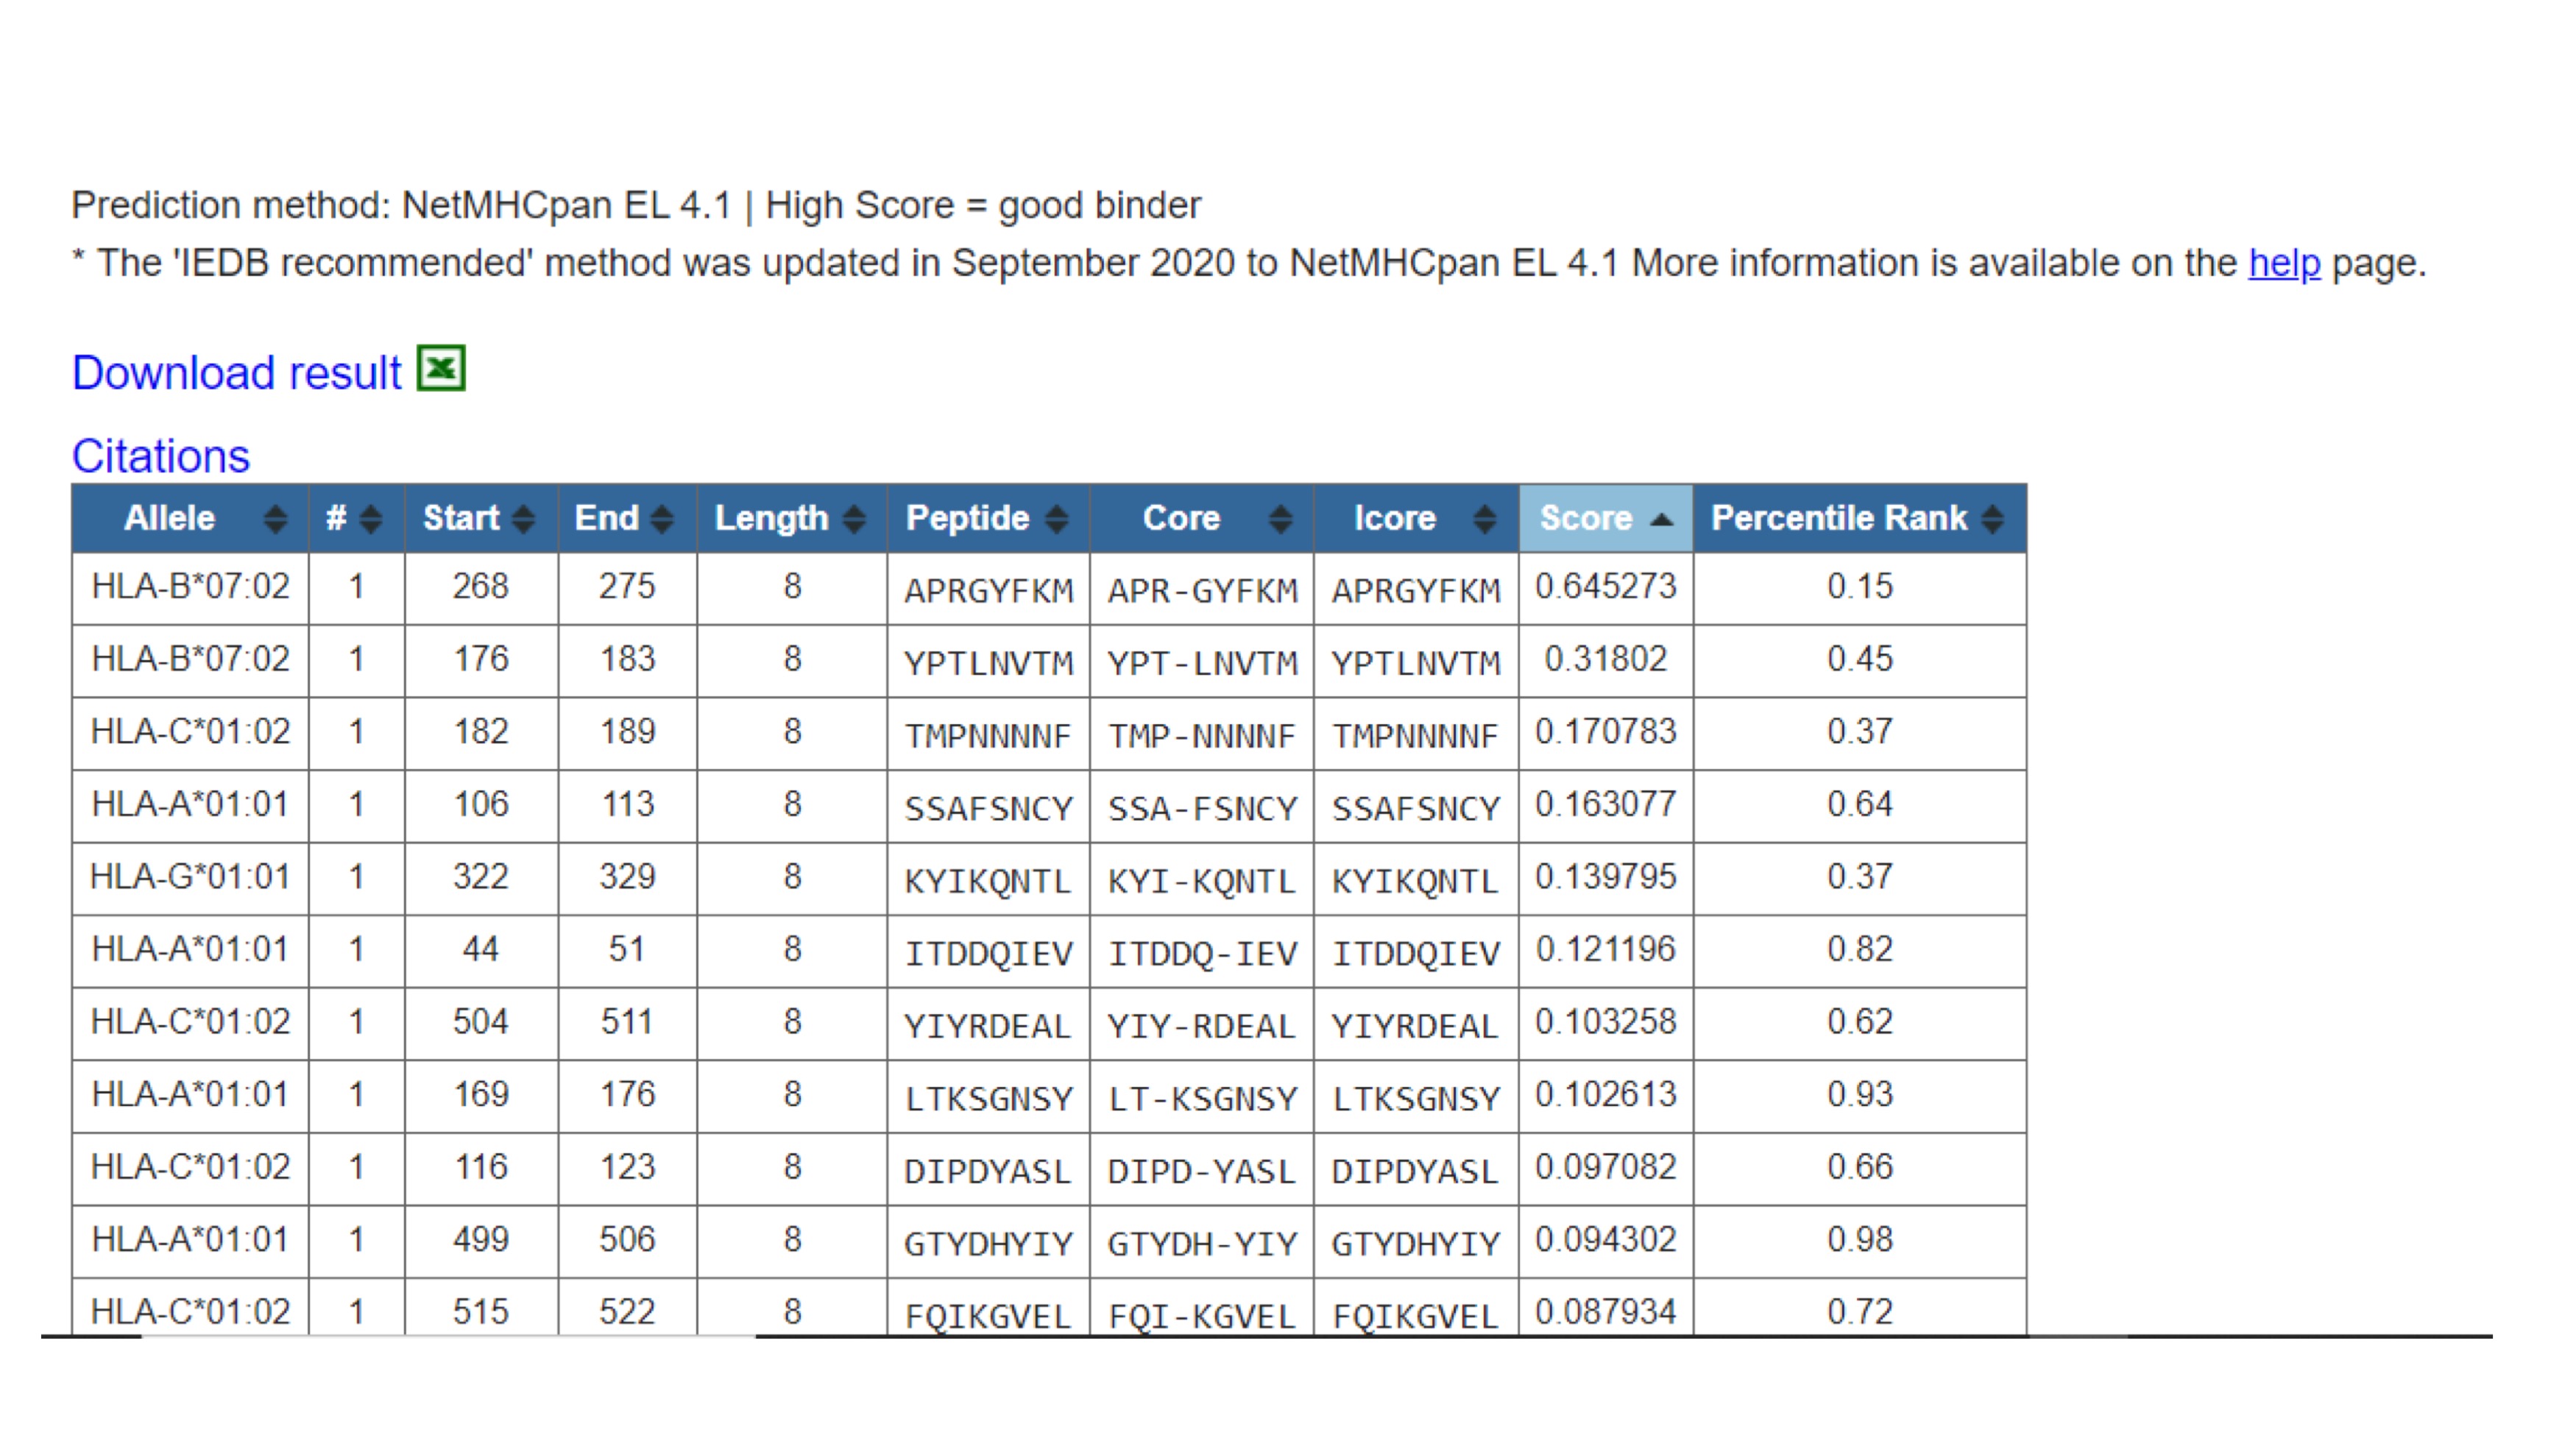 Prediction method: NetMHCpan EL 4.1 | High Score = good binder
* The 'IEDB recommended' method was updated in September 2020 to NetMHCpan EL 4.1 More information is available on the help page.
Download result
Citations
Allele # Start End Length Peptide Core Icore Score Percentile Rank
HLA-B*07:02 1 268 275 8 APRGYFKM APR-GYFKM APRGYFKM 0.645273 0.15
HLA-B*07:02 1 176 183 8 YPTLNVTM YPT-LNVTM YPTLNVTM 0.31802 0.45
HLA-C*01:02 1 182 189 8 TMPNNNNF TMP-NNNNF TMPNNNNF 0.170783 0.37
HLA-A*01:01 1 106 113 8 SSAFSNCY SSA-FSNCY SSAFSNCY 0.163077 0.64
HLA-G*01:01 1 322 329 8 KYIKQNTL KYI-KQNTL KYIKQNTL 0.139795 0.37
HLA-A*01:01 1 44 51 8 ITDDQIEV ITDDQ-IEV ITDDQIEV 0.121196 0.82
HLA-C*01:02 1 504 511 8 YIYRDEAL YIY-RDEAL YIYRDEAL 0.103258 0.62
HLA-A*01:01 1 169 176 8 LTKSGNSY LT-KSGNSY LTKSGNSY 0.102613 0.93
HLA-C*01:02 1 116 123 8 DIPDYASL DIPD-YASL DIPDYASL 0.097082 0.66
HLA-A*01:01 1 499 506 8 GTYDHYIY GTYDH-YIY GTYDHYIY 0.094302 0.98
HLA-C*01:02 1 515 522 8 FQIKGVEL FQI-KGVEL FQIKGVEL 0.087934 0.72